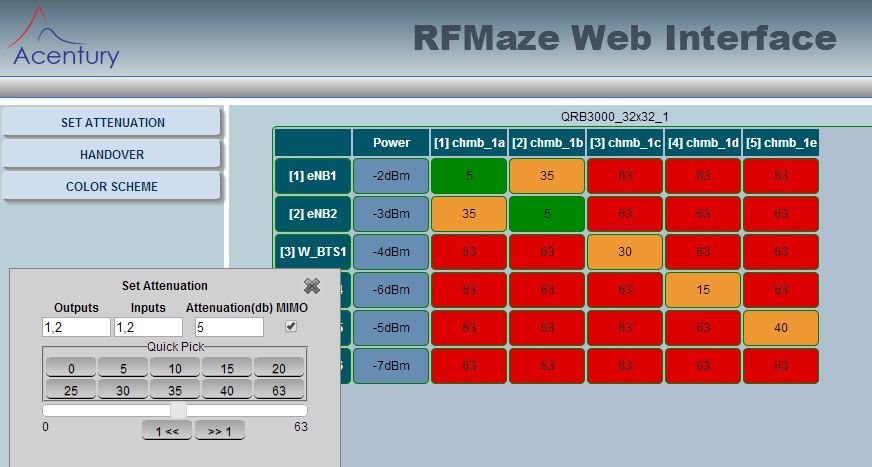 Acentury
RFMaze Web Interface
SET ATTENUATION
HANDOVER
COLOR SCHEME
QRB3000_32x32_1
Power [1] chmb_1a [2] chmb_1b [3] chmb_1c [4] chmb_1d [5] chmb_1e
[1] eNB1 -2dBm 5 35 63 63 63
[2] eNB2 -3dBm 35 5 63 63 63
[3] W_BTS1 -4dBm 63 63 30 63 63
-6dBm 63 63 63 15 63
-5dBm 63 63 63 63 40
-7dBm 63 63 63 63 63
Set Attenuation
Outputs Inputs Attenuation(db) MIMO
1,2 1,2 5
Quick Pick
0 5 10 15 20
25 30 35 40 63
0 63
1 << >> 1